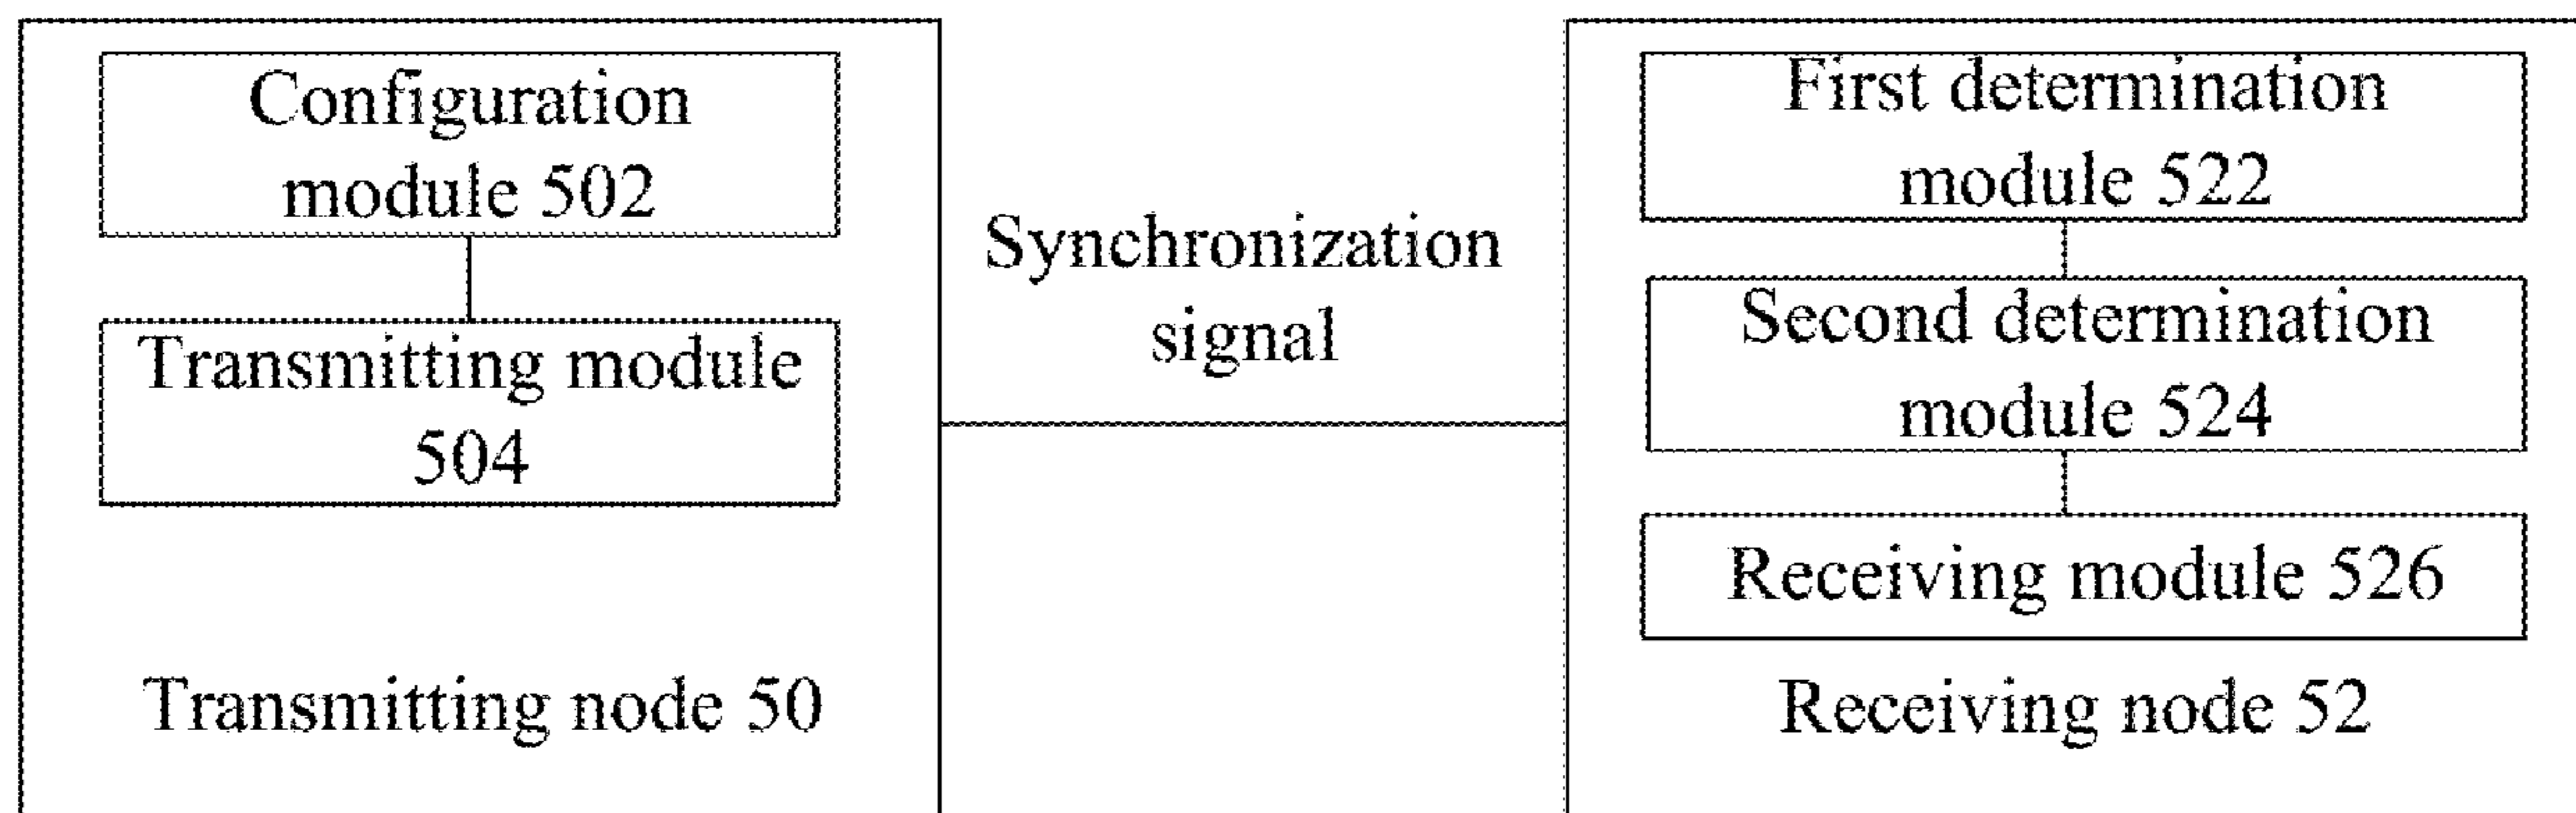 Configuration
module 502
Transmitting module
504
Transmitting node 50
Synchronization
signal
First determination
module 522
Second determination
module 524
Receiving module 526
Receiving node 52